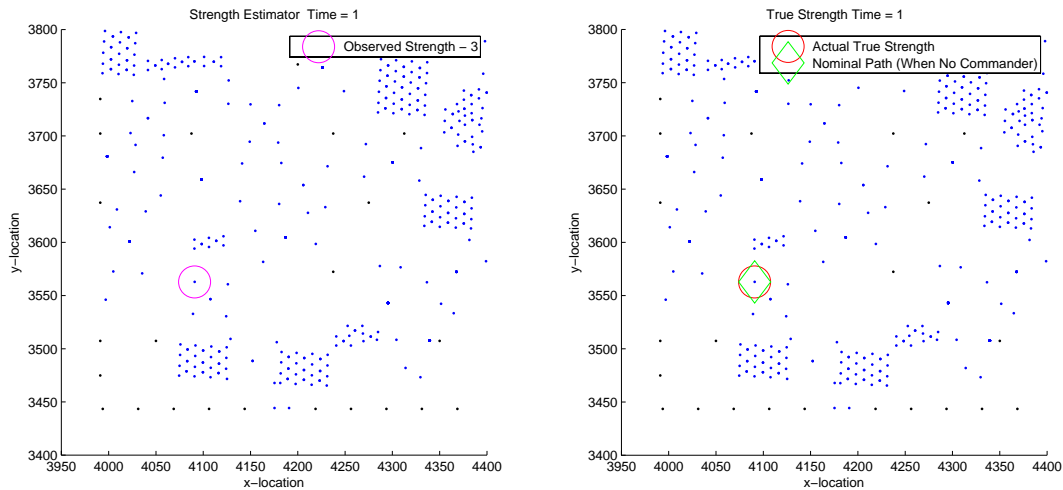 Strength Estimator Time = 1
Observed Strength − 3
3800
3750
3700
3650
3600
3550
3500
3450
3400
y−location
3950 4000 4050 4100 4150 4200 4250 4300 4350 4400
x−location
True Strength Time = 1
Actual True Strength
Nominal Path (When No Commander)
3800
3750
3700
3650
3600
3550
3500
3450
3400
y−location
3950 4000 4050 4100 4150 4200 4250 4300 4350 4400
x−location